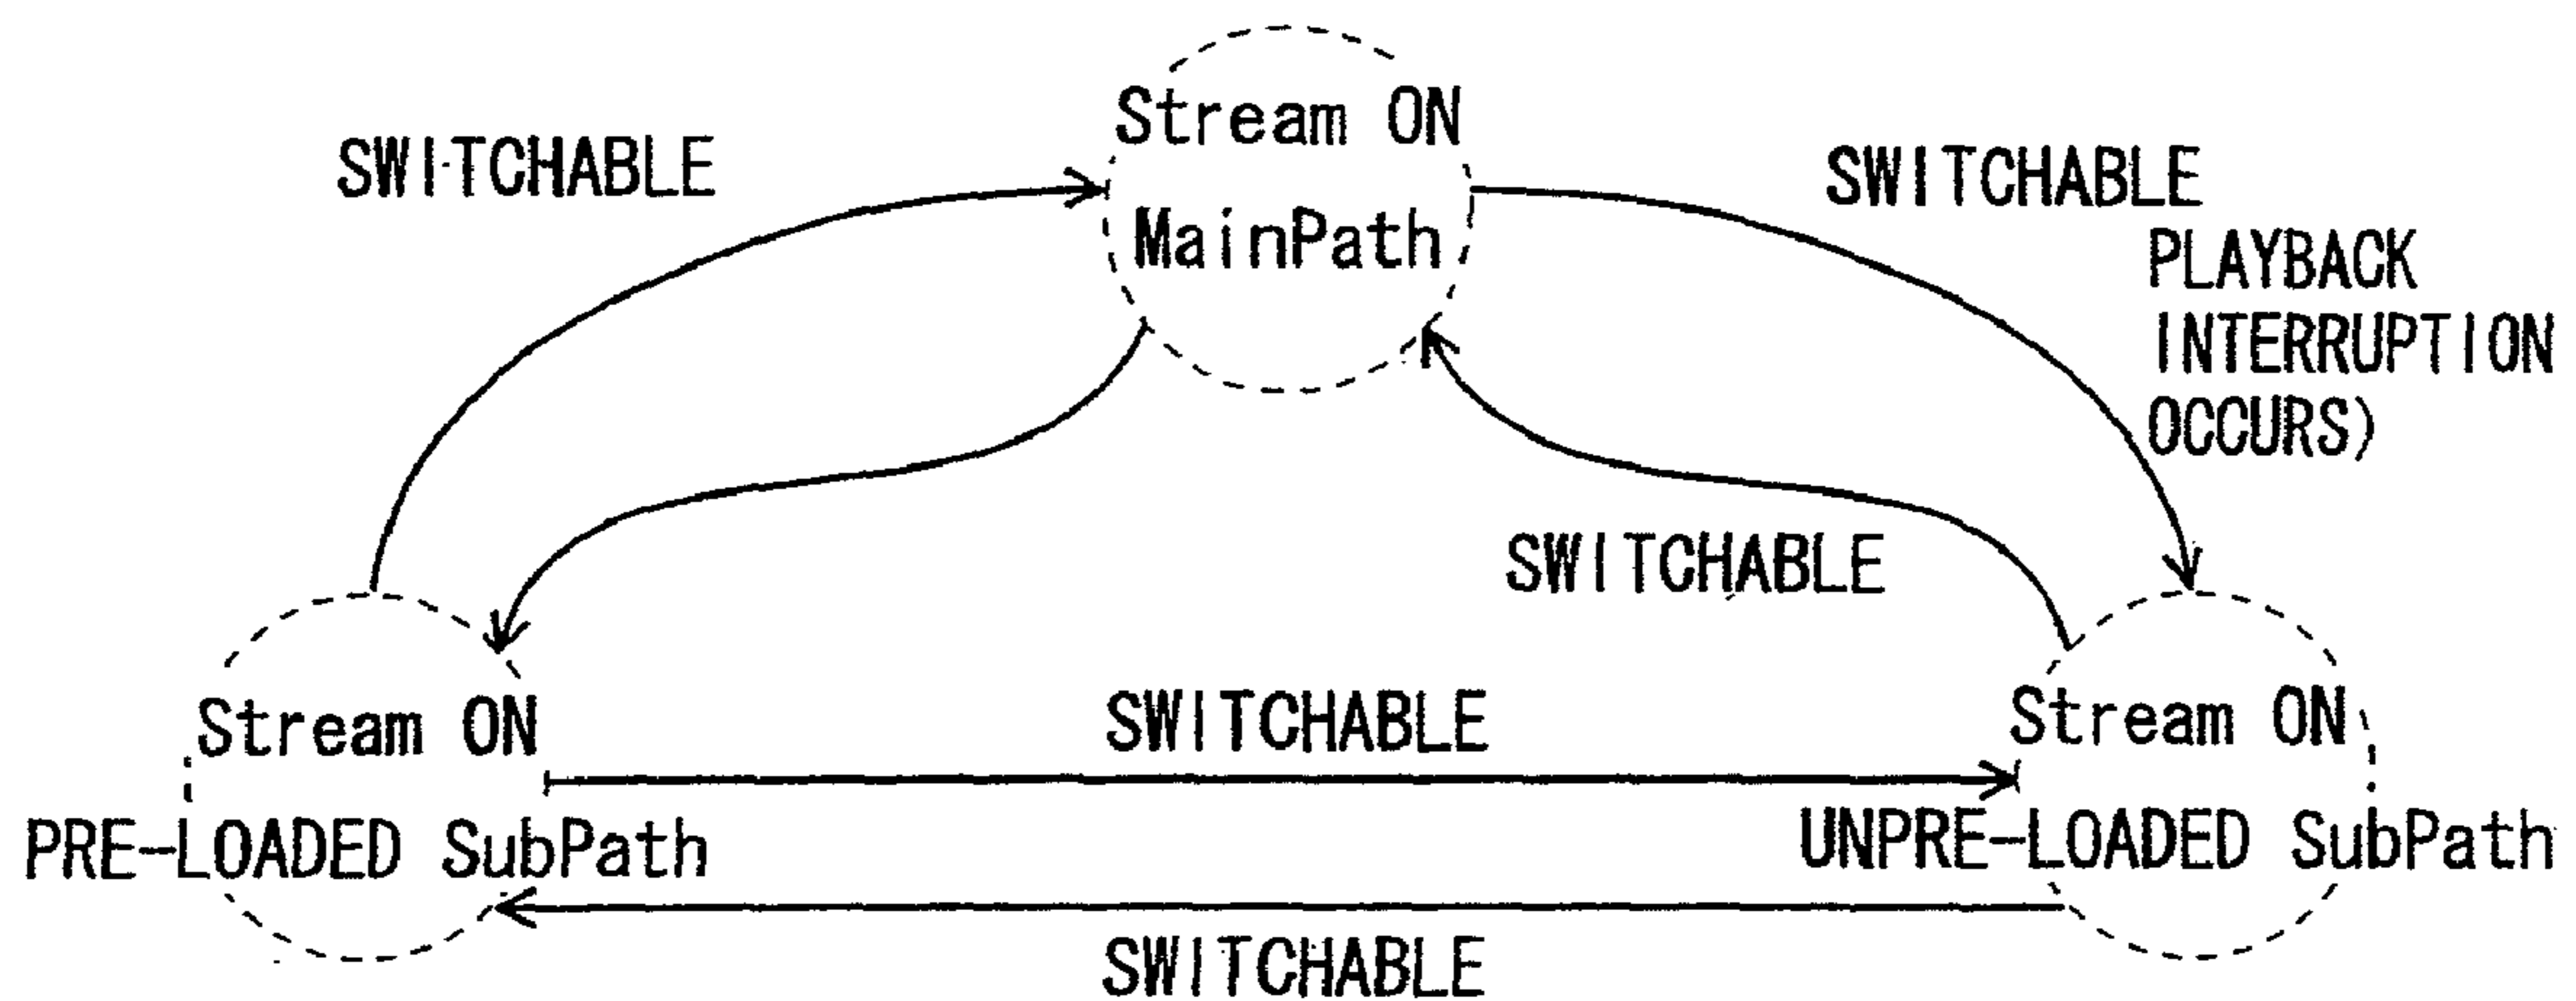 Stream ON
MainPath
SWITCHABLE
SWITCHABLE
PLAYBACK
INTERRUPTION
OCCURS)
SWITCHABLE
Stream ON
PRE-LOADED SubPath
SWITCHABLE
Stream ON
UNPRE-LOADED SubPath
SWITCHABLE